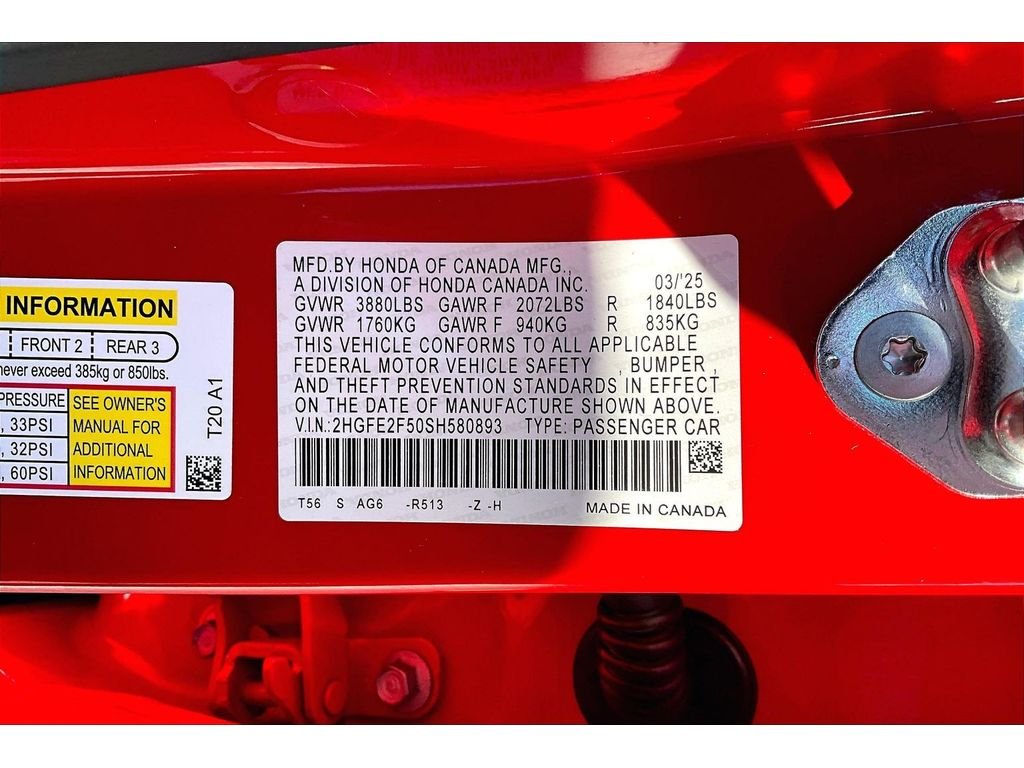 INFORMATION
FRONT 2 REAR 3
never exceed 385kg or 850lbs.
PRESSURE SEE OWNER'S
, 33PSI MANUAL FOR
, 32PSI ADDITIONAL
, 60PSI INFORMATION
T20 A1
MFD.BY HONDA OF CANADA MFG.,
A DIVISION OF HONDA CANADA INC. 03/'25
GVWR 3880LBS GAWR F 2072LBS R 1840LBS
GVWR 1760KG GAWR F 940KG R 835KG
THIS VEHICLE CONFORMS TO ALL APPLICABLE
FEDERAL MOTOR VEHICLE SAFETY , BUMPER ,
AND THEFT PREVENTION STANDARDS IN EFFECT
ON THE DATE OF MANUFACTURE SHOWN ABOVE.
V.I.N.:2HGFE2F50SH580893 TYPE: PASSENGER CAR
T56 S AG6 -R513 -Z -H MADE IN CANADA